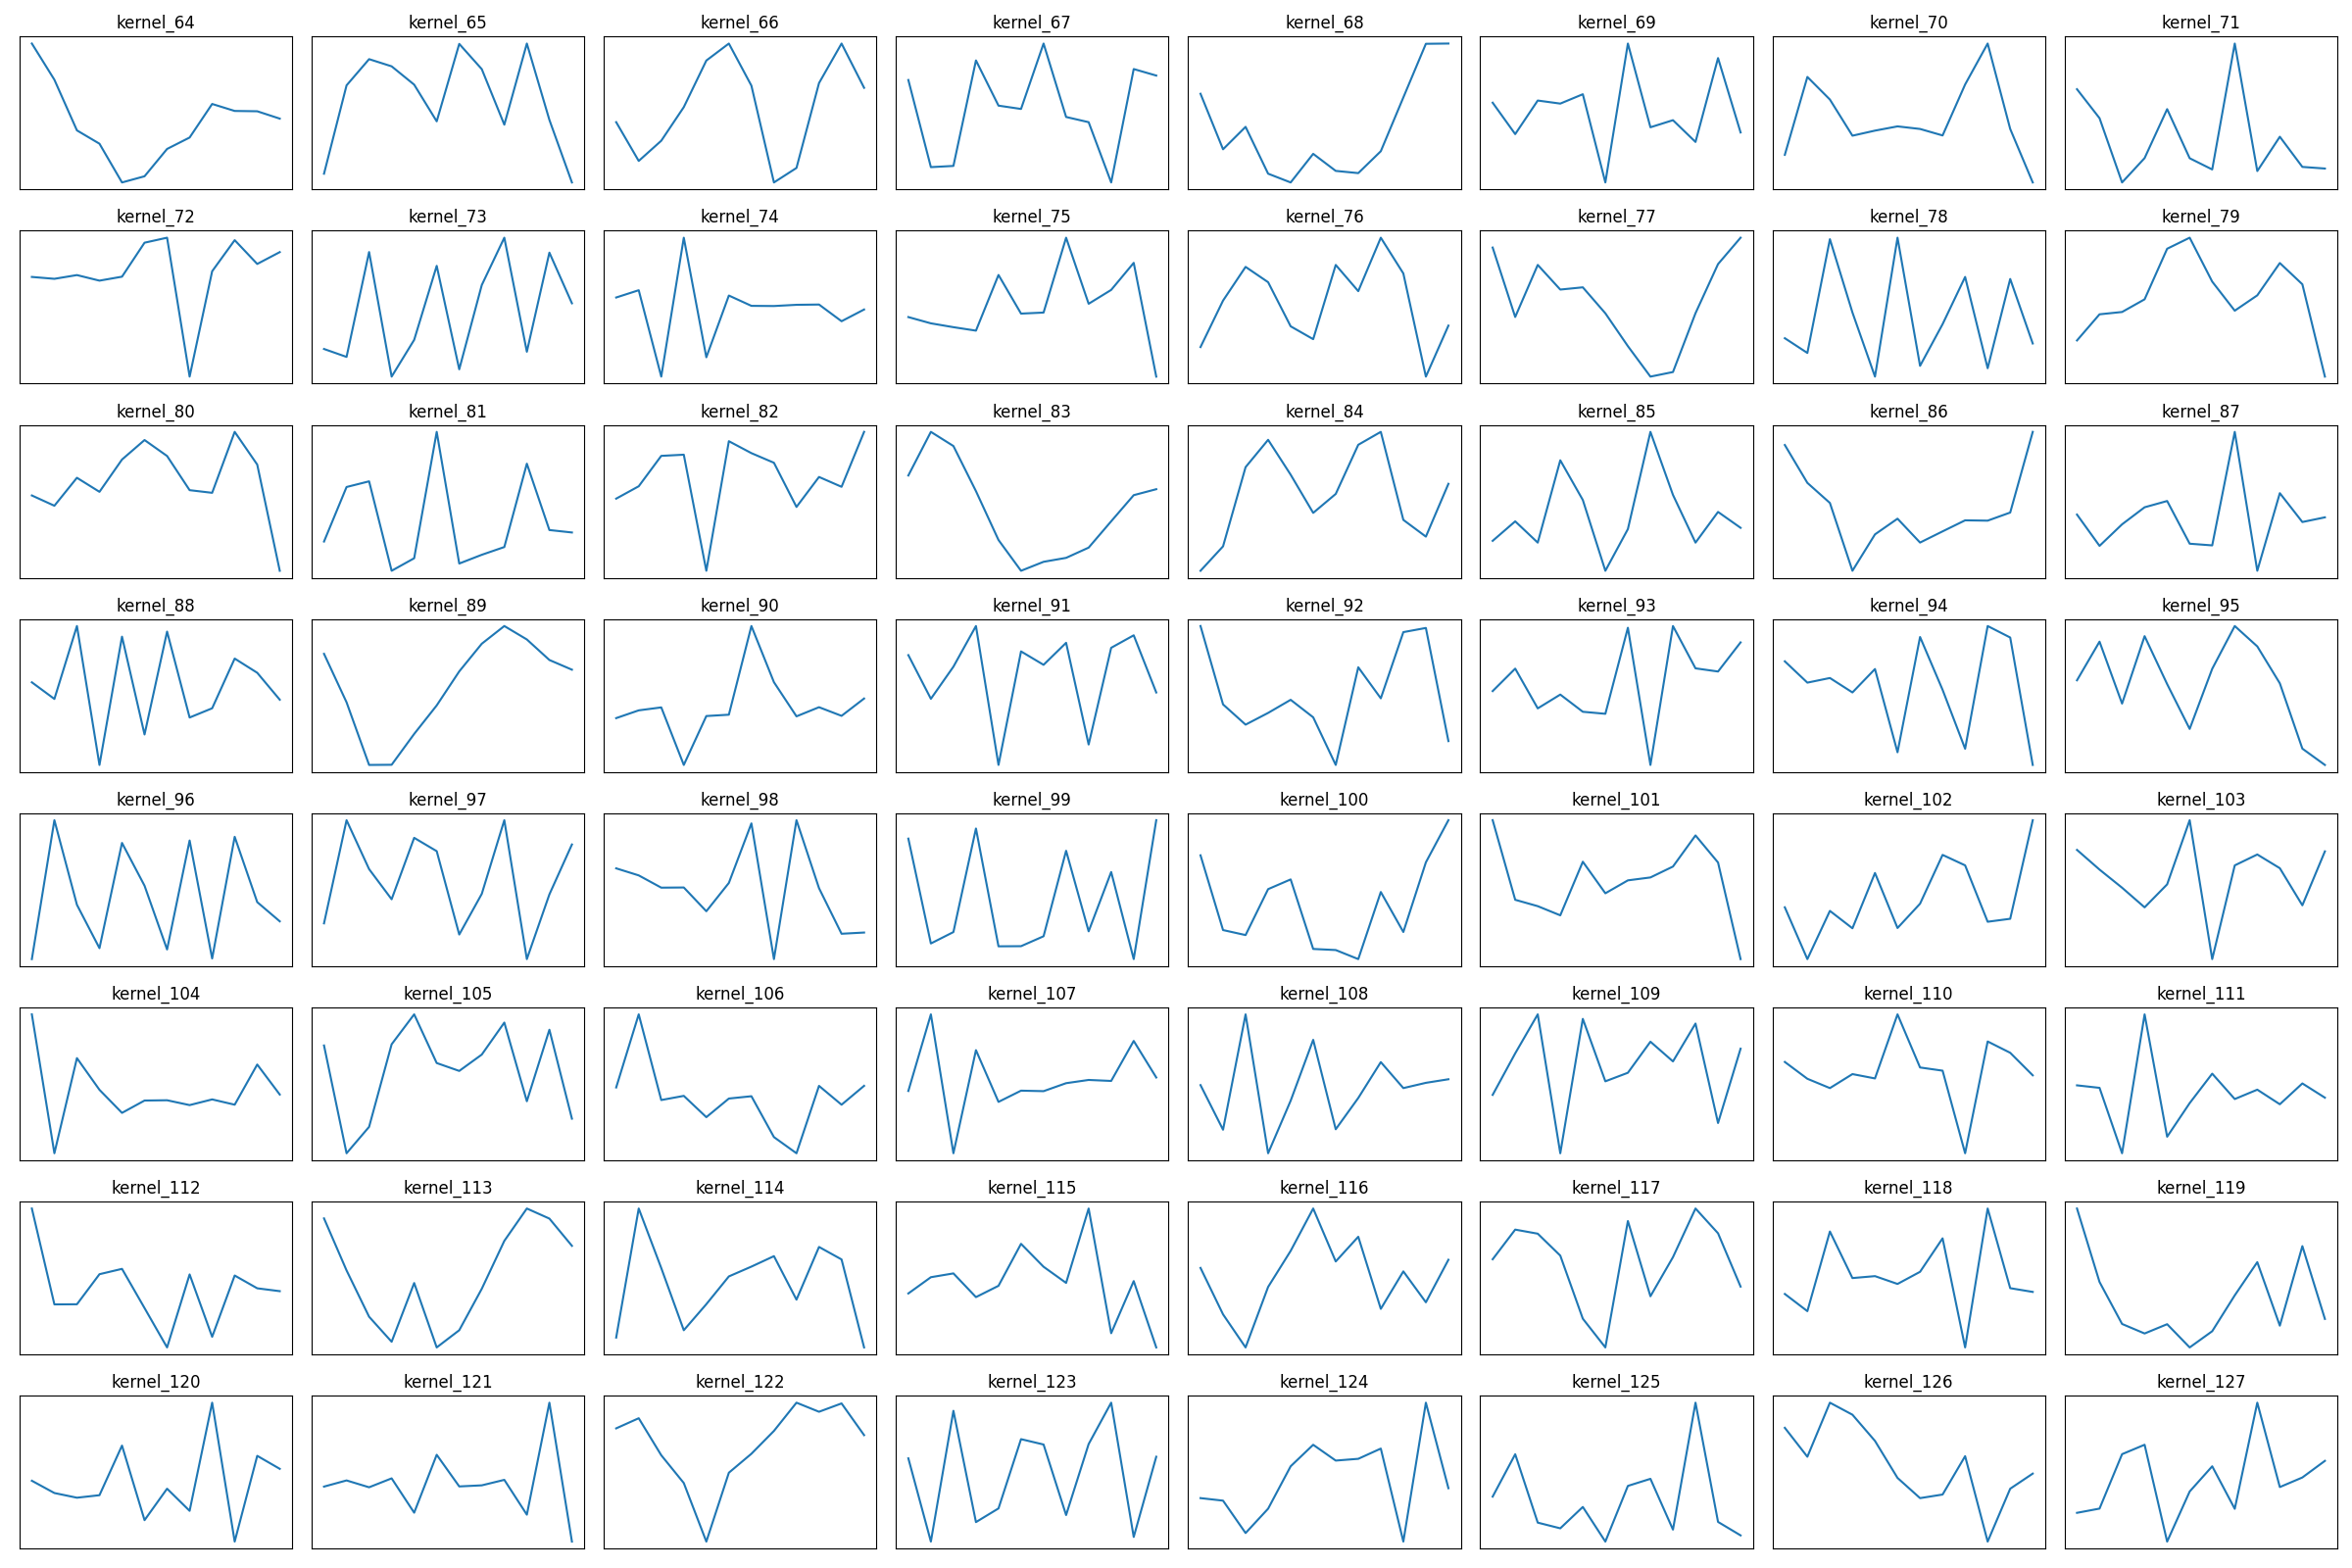 kernel_64 kernel_65 kernel_66 kernel_67 kernel_68 kernel_69 kernel_70 kernel_71
kernel_72 kernel_73 kernel_74 kernel_75 kernel_76 kernel_77 kernel_78 kernel_79
kernel_80 kernel_81 kernel_82 kernel_83 kernel_84 kernel_85 kernel_86 kernel_87
kernel_88 kernel_89 kernel_90 kernel_91 kernel_92 kernel_93 kernel_94 kernel_95
kernel_96 kernel_97 kernel_98 kernel_99 kernel_100 kernel_101 kernel_102 kernel_103
kernel_104 kernel_105 kernel_106 kernel_107 kernel_108 kernel_109 kernel_110 kernel_111
kernel_112 kernel_113 kernel_114 kernel_115 kernel_116 kernel_117 kernel_118 kernel_119
kernel_120 kernel_121 kernel_122 kernel_123 kernel_124 kernel_125 kernel_126 kernel_127